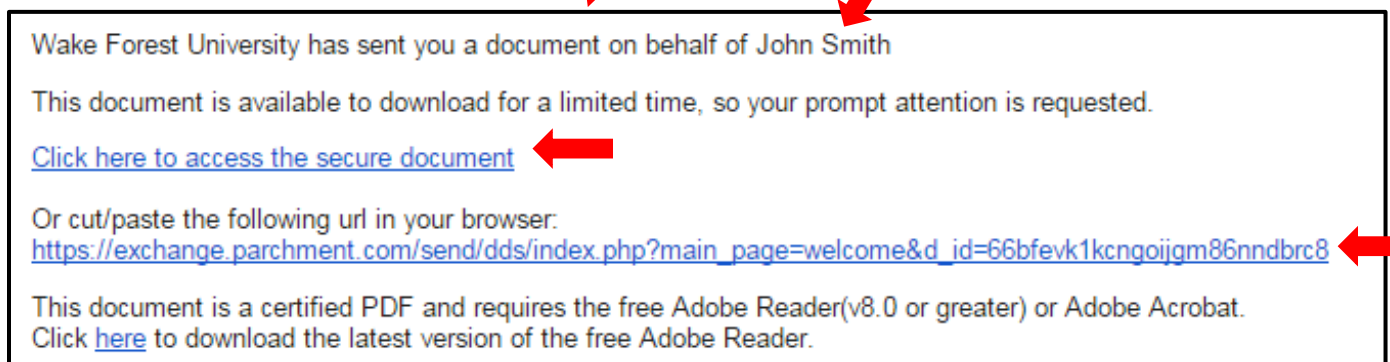 Wake Forest University has sent you a document on behalf of John Smith
This document is available to download for a limited time, so your prompt attention is requested.
Click here to access the secure document
Or cut/paste the following url in your browser:
https://exchange.parchment.com/send/dds/index.php?main_page=welcome&d_id=66bfevk1kcngoijgm86nndbrc8
This document is a certified PDF and requires the free Adobe Reader(v8.0 or greater) or Adobe Acrobat.
Click here to download the latest version of the free Adobe Reader.